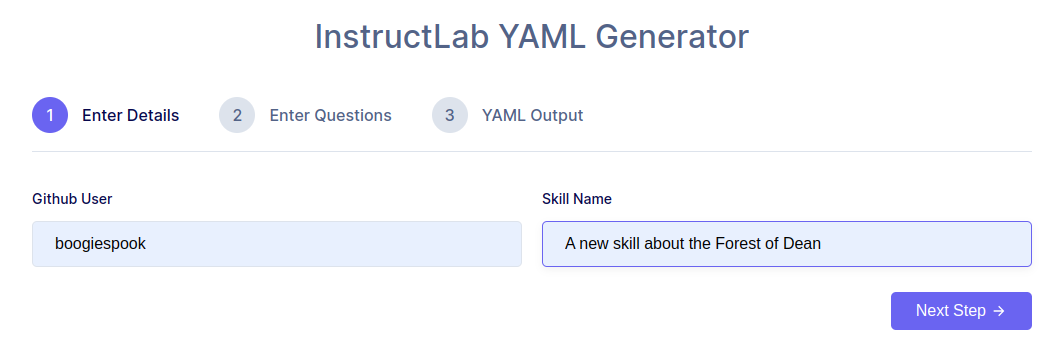 InstructLab YAML Generator
1 Enter Details 2 Enter Questions 3 YAML Output
Github User Skill Name
boogiespook A new skill about the Forest of Dean
Next Step →